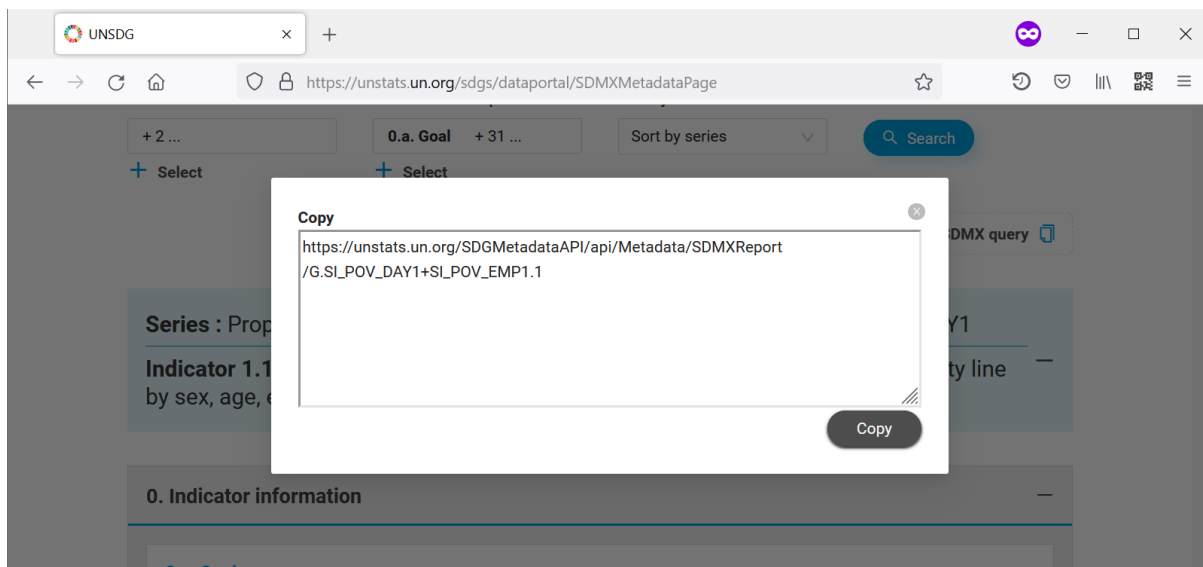 UNSDG
https://unstats.un.org/sdgs/dataportal/SDMXMetadataPage
+ 2 ...
0.a. Goal + 31 ...
Sort by series
Search
+ Select
+ Select
SDMX query
Copy
https://unstats.un.org/SDGMetadataAPI/api/Metadata/SDMXReport
/G.SI_POV_DAY1+SI_POV_EMP1.1
Copy
Series : Prop
Y1
Indicator 1.1
ty line
by sex, age, e
0. Indicator information